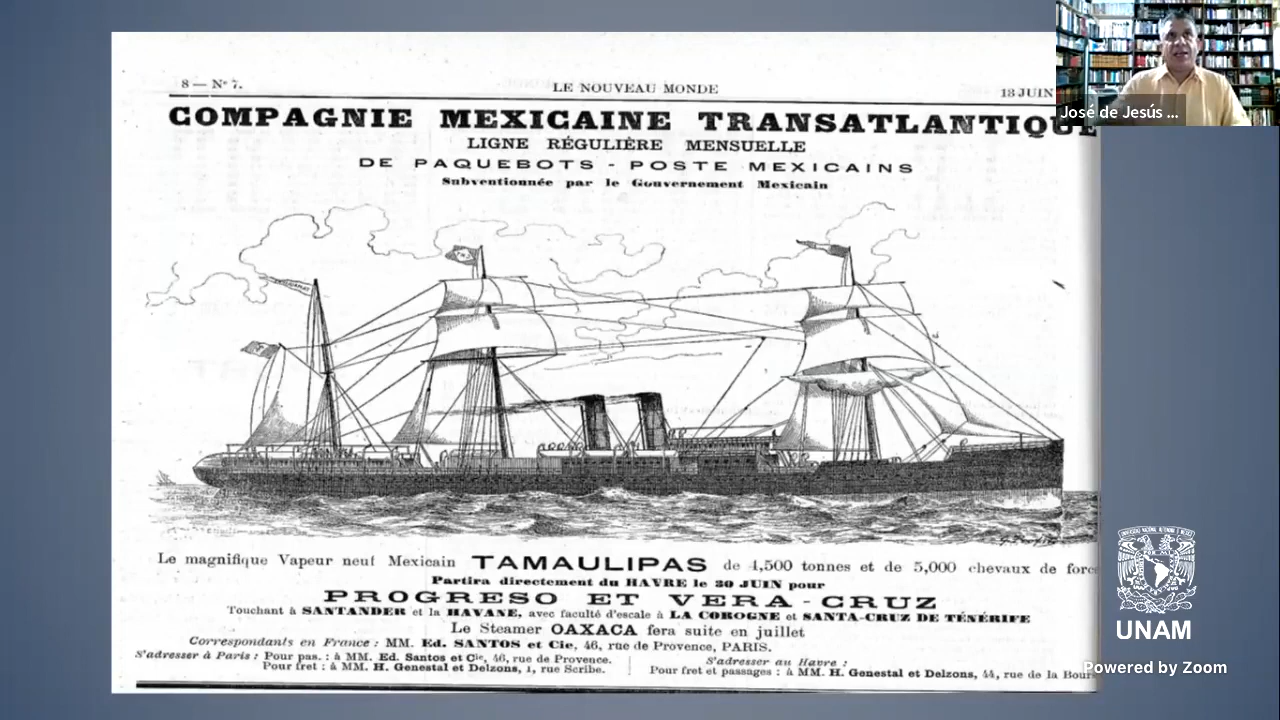 8 — Nº 7.
LE NOUVEAU MONDE
13 JUIN
COMPAGNIE MEXICAINE TRANSATLANTIQUE
LIGNE RÉGULIÈRE MENSUELLE
DE PAQUEBOTS - POSTE MEXICAINS
Subventionnée par le Gouvernement Mexicain
Le magnifique Vapeur neuf Mexicain TAMAULIPAS de 4,500 tonnes et de 5,000 chevaux de force
Partira directement du HAVRE le 30 JUIN pour
PROGRESO ET VERA-CRUZ
Touchant à SANTANDER et la HAVANE, avec faculté d'escale à LA COROGNE et SANTA-CRUZ DE TÉNÉRIFE
Le Steamer OAXACA fera suite en juillet
Correspondants en France : MM. Ed. SANTOS et Cie, 46, rue de Provence, PARIS.
S'adresser à Paris : Pour pas. : à MM. Ed. Santos et Cie, 46, rue de Provence.
Pour fret : à MM. H. Genestal et Delzons, 1, rue Scribe.
S'adresser au Havre :
Pour fret et passages : à MM. H. Genestal et Delzons, 44, rue de la Bour
José de Jesús ...
UNAM
Powered by Zoom